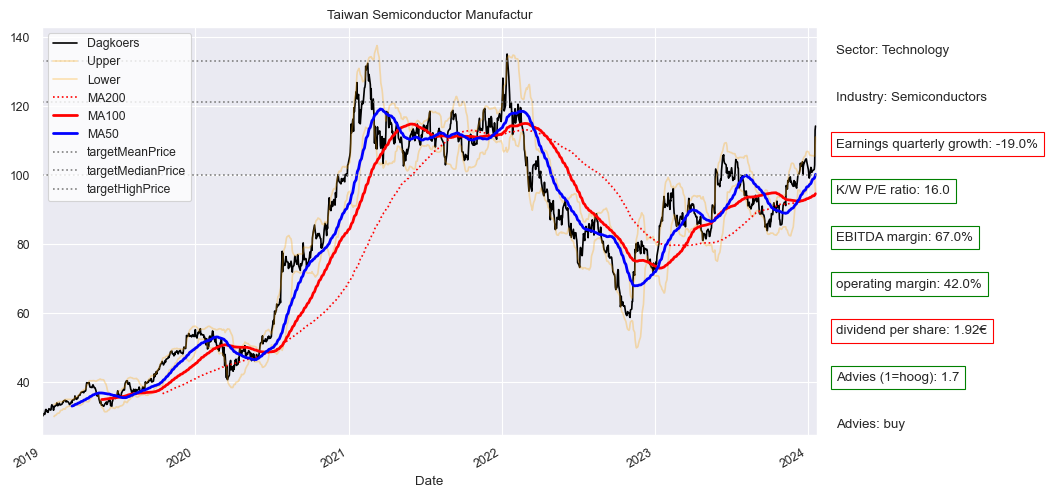 Taiwan Semiconductor Manufactur
140
120
100
80
60
40
Dagkoers
Upper
Lower
MA200
MA100
MA50
targetMeanPrice
targetMedianPrice
targetHighPrice
2019
2020
2021
2022
2023
2024
Date
Sector: Technology
Industry: Semiconductors
Earnings quarterly growth: -19.0%
K/W P/E ratio: 16.0
EBITDA margin: 67.0%
operating margin: 42.0%
dividend per share: 1.92€
Advies (1=hoog): 1.7
Advies: buy